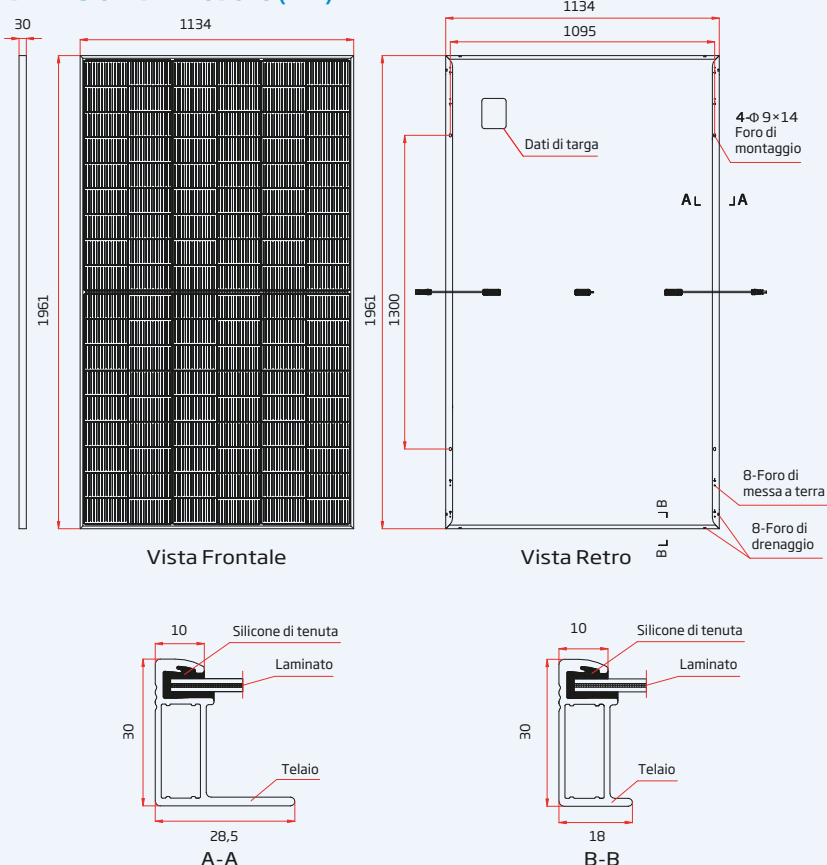 30
1134
1961
Vista Frontale
1134
1095
Dati di targa
4-Φ 9×14
Foro di
montaggio
A
A
1961
1300
8-Foro di
messa a terra
8-Foro di
drenaggio
B
B
Vista Retro
10
Silicone di tenuta
Laminato
30
Telaio
28,5
A-A
10
Silicone di tenuta
Laminato
30
Telaio
18
B-B